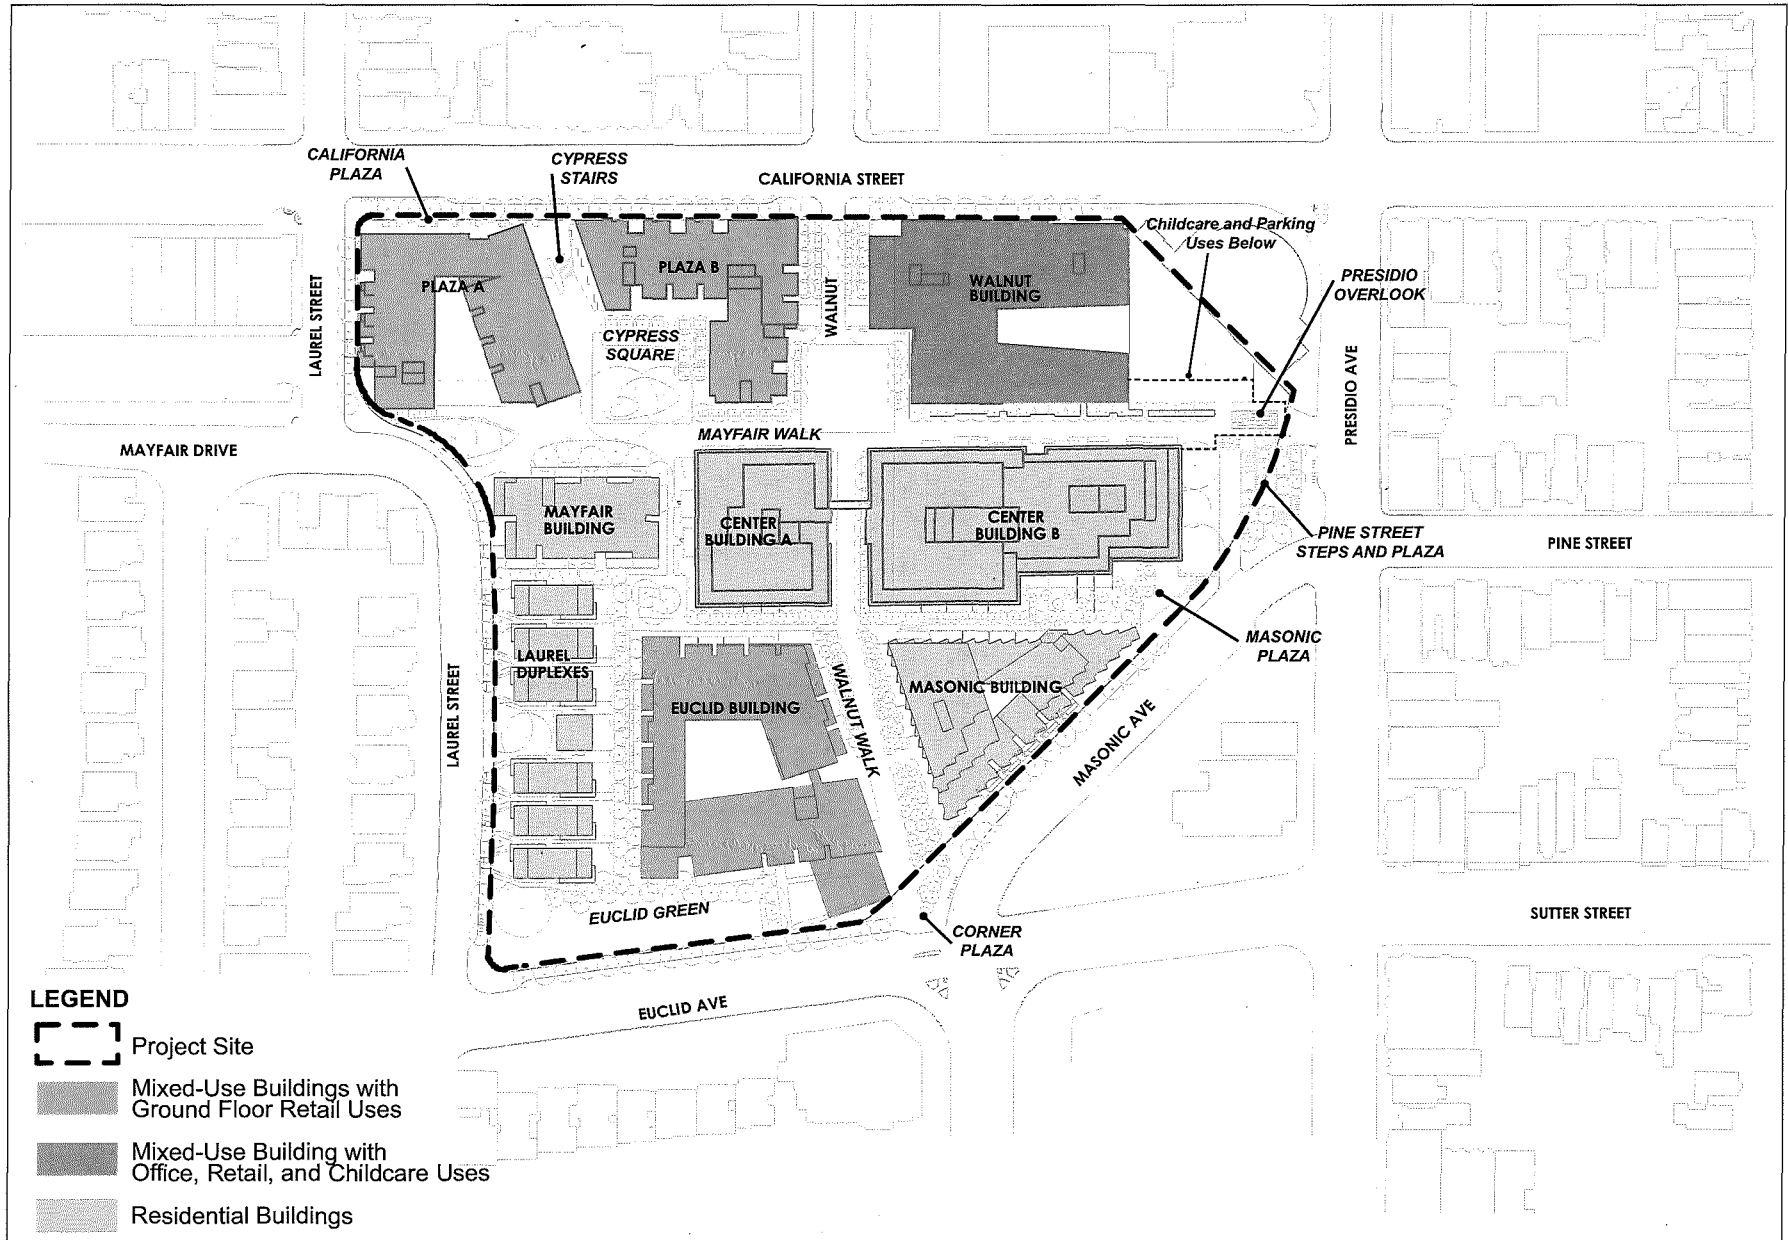 CALIFORNIA
PLAZA
CYPRESS
STAIRS
CALIFORNIA STREET
Childcare and Parking
Uses Below
PRESIDIO
OVERLOOK
PLAZA A
PLAZA B
WALNUT
BUILDING
WALNUT
LAUREL STREET
CYPRESS
SQUARE
PRESIDIO AVE
MAYFAIR DRIVE
MAYFAIR WALK
MAYFAIR
BUILDING
CENTER
BUILDING A
CENTER
BUILDING B
PINE STREET
STEPS AND PLAZA
PINE STREET
MASONIC
PLAZA
LAUREL
DUPLEXES
LAUREL STREET
EUCLID BUILDING
WALNUT WALK
MASONIC BUILDING
MASONIC AVE
EUCLID GREEN
CORNER
PLAZA
SUTTER STREET
EUCLID AVE
LEGEND
Project Site
Mixed-Use Buildings with
Ground Floor Retail Uses
Mixed-Use Building with
Office, Retail, and Childcare Uses
Residential Buildings